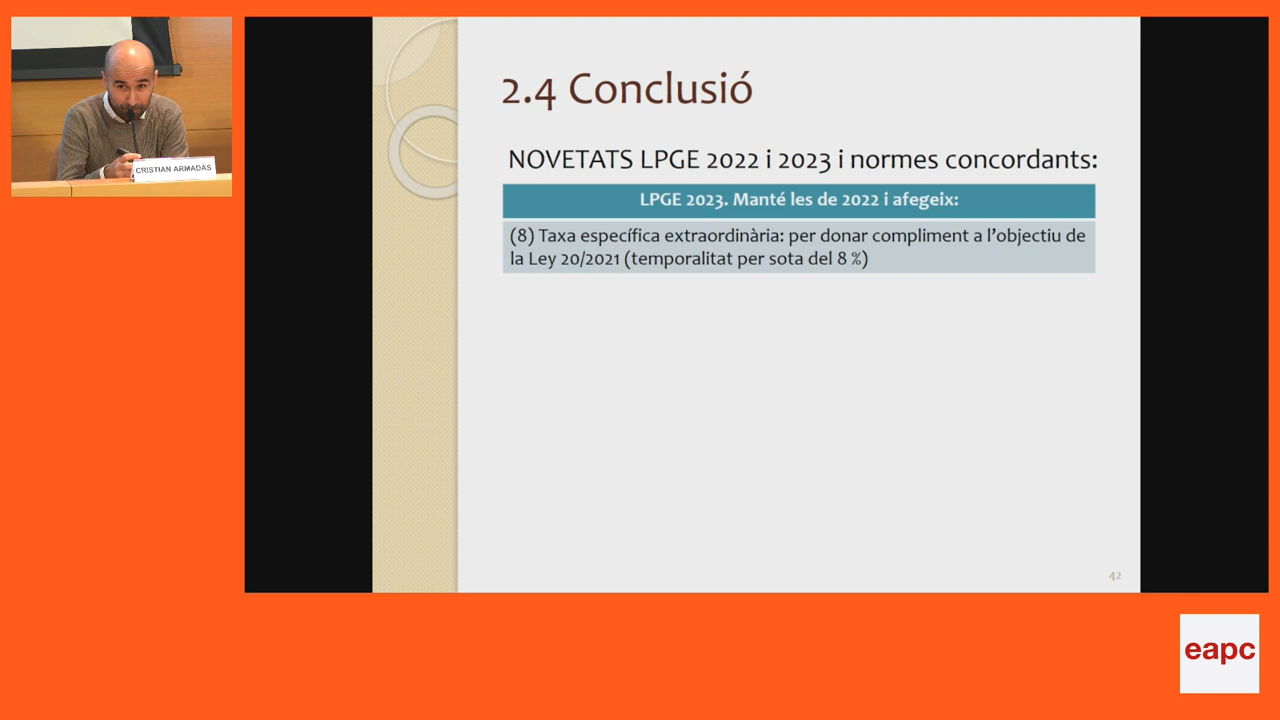 CRISTIAN ARMADÀS
2.4 Conclusió
NOVETATS LPGE 2022 i 2023 i normes concordants:
LPGE 2023. Manté les de 2022 i afegeix:
(8) Taxa específica extraordinària: per donar compliment a l’objectiu de
la Ley 20/2021 (temporalitat per sota del 8 %)
42
eapc